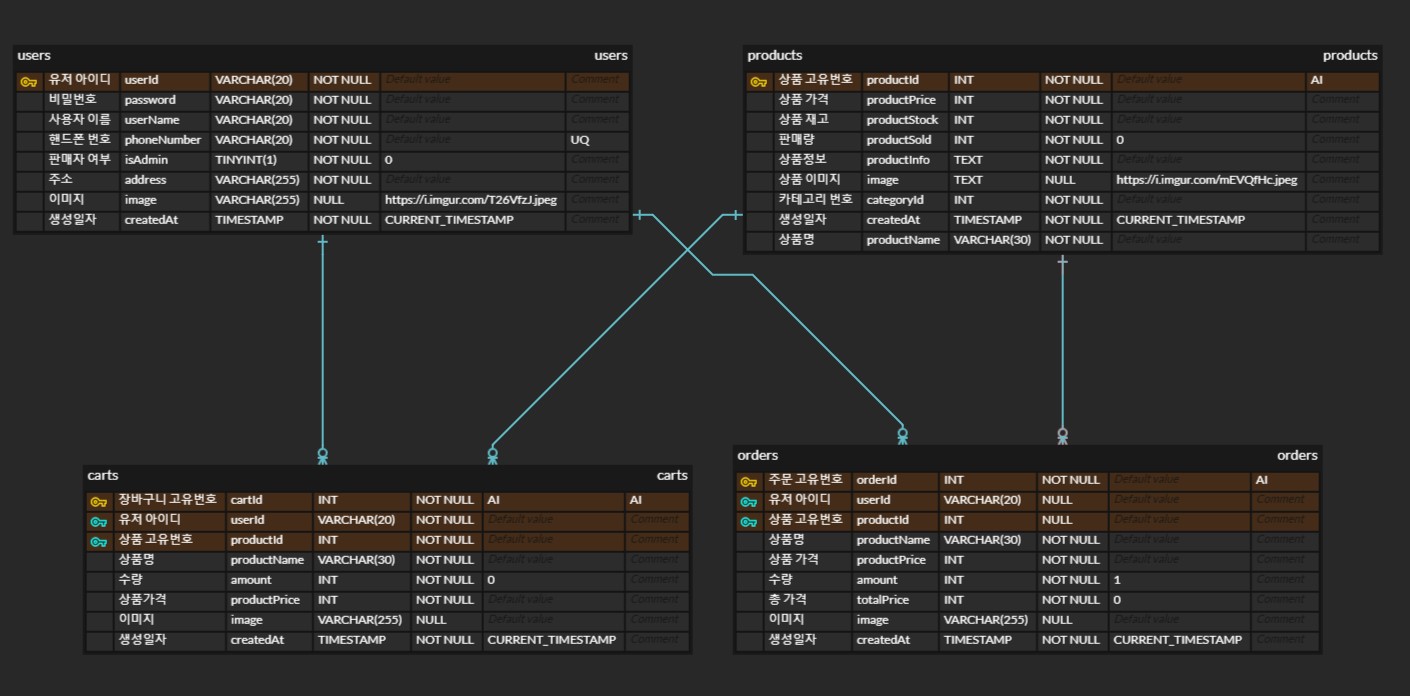 users users
유저 아이디 userId VARCHAR(20) NOT NULL Default value Comment
비밀번호 password VARCHAR(20) NOT NULL Default value Comment
사용자 이름 userName VARCHAR(20) NOT NULL Default value Comment
핸드폰 번호 phoneNumber VARCHAR(20) NOT NULL Default value UQ
판매자 여부 isAdmin TINYINT(1) NOT NULL 0 Comment
주소 address VARCHAR(255) NOT NULL Default value Comment
이미지 image VARCHAR(255) NULL https://i.imgur.com/T26VfzJ.jpeg Comment
생성일자 createdAt TIMESTAMP NOT NULL CURRENT_TIMESTAMP Comment
products products
상품 고유번호 productId INT NOT NULL Default value AI
상품 가격 productPrice INT NOT NULL Default value Comment
상품 재고 productStock INT NOT NULL Default value Comment
판매량 productSold INT NOT NULL 0 Comment
상품정보 productInfo TEXT NOT NULL Default value Comment
상품 이미지 image TEXT NULL https://i.imgur.com/mEVQfHc.jpeg Comment
카테고리 번호 categoryId INT NOT NULL Default value Comment
생성일자 createdAt TIMESTAMP NOT NULL CURRENT_TIMESTAMP Comment
상품명 productName VARCHAR(30) NOT NULL Default value Comment
carts carts
장바구니 고유번호 cartId INT NOT NULL AI AI
유저 아이디 userId VARCHAR(20) NOT NULL Default value Comment
상품 고유번호 productId INT NOT NULL Default value Comment
상품명 productName VARCHAR(30) NOT NULL Default value Comment
수량 amount INT NOT NULL 0 Comment
상품가격 productPrice INT NOT NULL Default value Comment
이미지 image VARCHAR(255) NULL Default value Comment
생성일자 createdAt TIMESTAMP NOT NULL CURRENT_TIMESTAMP Comment
orders orders
주문 고유번호 orderId INT NOT NULL Default value AI
유저 아이디 userId VARCHAR(20) NULL Default value Comment
상품 고유번호 productId INT NULL Default value Comment
상품명 productName VARCHAR(30) NOT NULL Default value Comment
상품 가격 productPrice INT NOT NULL Default value Comment
수량 amount INT NOT NULL 1 Comment
총 가격 totalPrice INT NOT NULL 0 Comment
이미지 image VARCHAR(255) NULL Default value Comment
생성일자 createdAt TIMESTAMP NOT NULL CURRENT_TIMESTAMP Comment